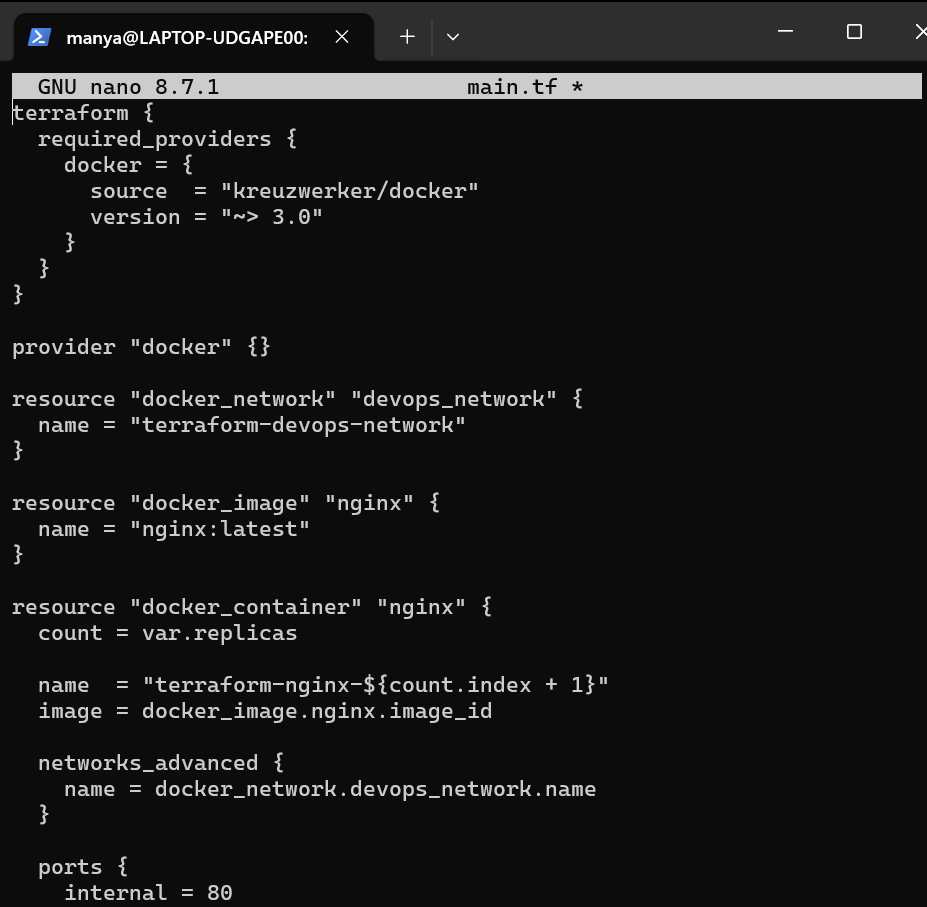 manya@LAPTOP-UDGAPE00:
GNU nano 8.7.1 main.tf *
terraform {
  required_providers {
    docker = {
      source  = "kreuzwerker/docker"
      version = "~> 3.0"
    }
  }
}

provider "docker" {}

resource "docker_network" "devops_network" {
  name = "terraform-devops-network"
}

resource "docker_image" "nginx" {
  name = "nginx:latest"
}

resource "docker_container" "nginx" {
  count = var.replicas

  name  = "terraform-nginx-${count.index + 1}"
  image = docker_image.nginx.image_id

  networks_advanced {
    name = docker_network.devops_network.name
  }

  ports {
    internal = 80